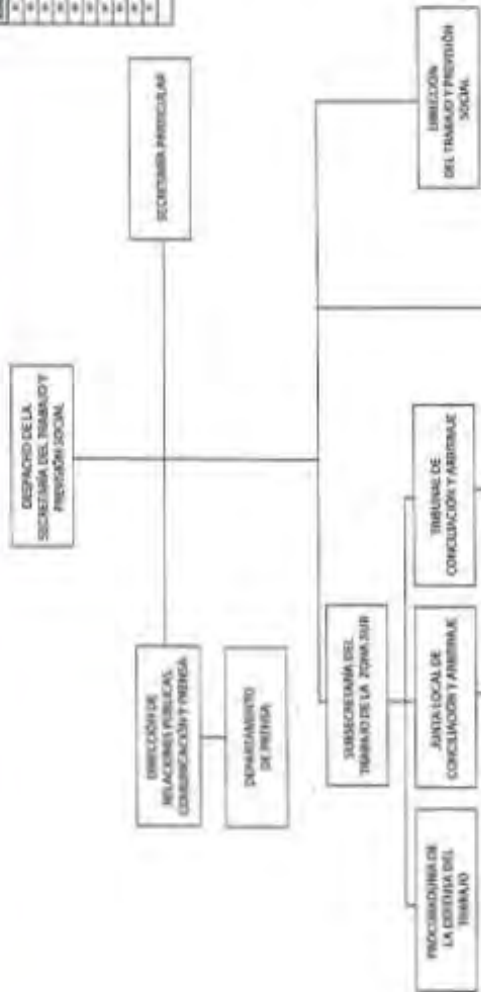 DESPACHO DE LA
SECRETARÍA DEL TRABAJO Y
PREVISIÓN SOCIAL
SECRETARÍA PARTICULAR
DIRECCIÓN DE
RELACIONES PÚBLICAS,
COMUNICACIÓN Y PRENSA
DEPARTAMENTO
DE PRENSA
SUBSECRETARÍA DEL
TRABAJO DE LA ZONA SUR
DIRECCIÓN
DEL TRABAJO Y PREVISIÓN
SOCIAL
PROCURADURIA DE
LA DEFENSA DEL
TRABAJO
JUNTA LOCAL DE
CONCILIACIÓN Y ARBITRAJE
TRIBUNAL DE
CONCILIACIÓN Y ARBITRAJE